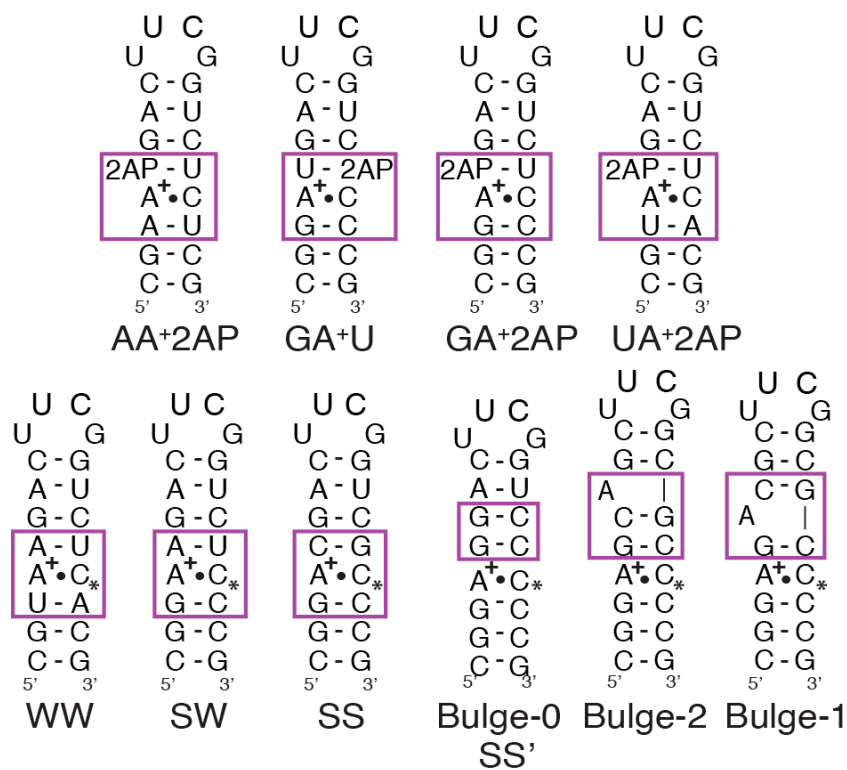 U C
U G
C - G
A - U
G - C
2AP - U
A+•C
A - U
G - C
C - G
5’ 3’
AA+2AP
U C
U G
C - G
A - U
G - C
U - 2AP
A+•C
G - C
G - C
C - G
5’ 3’
GA+U
U C
U G
C - G
A - U
G - C
2AP - U
A+•C
G - C
G - C
C - G
5’ 3’
GA+2AP
U C
U G
C - G
A - U
G - C
2AP - U
A+•C
U - A
G - C
C - G
5’ 3’
UA+2AP
U C
U G
C - G
A - U
G - C
A - U
A+•C*
U - A
G - C
C - G
5’ 3’
WW
U C
U G
C - G
A - U
G - C
A - U
A+•C*
G - C
G - C
C - G
5’ 3’
SW
U C
U G
C - G
A - U
G - C
C - G
A+•C*
G - C
G - C
C - G
5’ 3’
SS
U C
U G
C - G
A - U
G - C
G - C
A+•C*
G - C
G - C
C - G
5’ 3’
Bulge-0
SS’
U C
U G
C - G
G - C
A |
C - G
G - C
A+•C*
G - C
G - C
C - G
5’ 3’
Bulge-2
U C
U G
C - G
G - C
C - G
A |
G - C
A+•C*
G - C
G - C
C - G
5’ 3’
Bulge-1